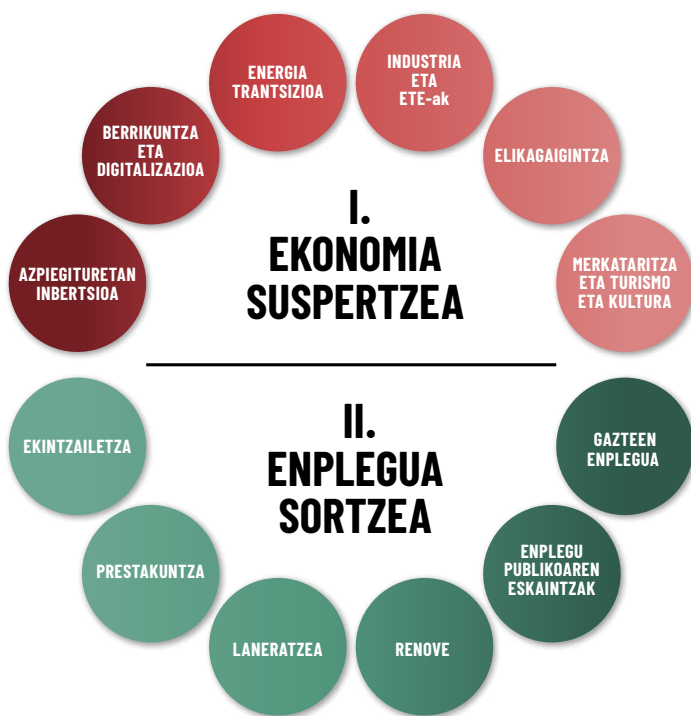 ENERGIA
TRANTSIZIOA
INDUSTRIA
ETA
ETE-ak
BERRIKUNTZA
ETA
DIGITALIZAZIOA
ELIKAGAIGINTZA
AZPIEGITURETAN
INBERTSIOA
MERKATARITZA
ETA TURISMO
ETA KULTURA
I.
EKONOMIA
SUSPERTZEA
II.
ENPLEGUA
SORTZEA
EKINTZAILETZA
GAZTEEN
ENPLEGUA
PRESTAKUNTZA
ENPLEGU
PUBLIKOAREN
ESKAINTZAK
LANERATZEA
RENOVE